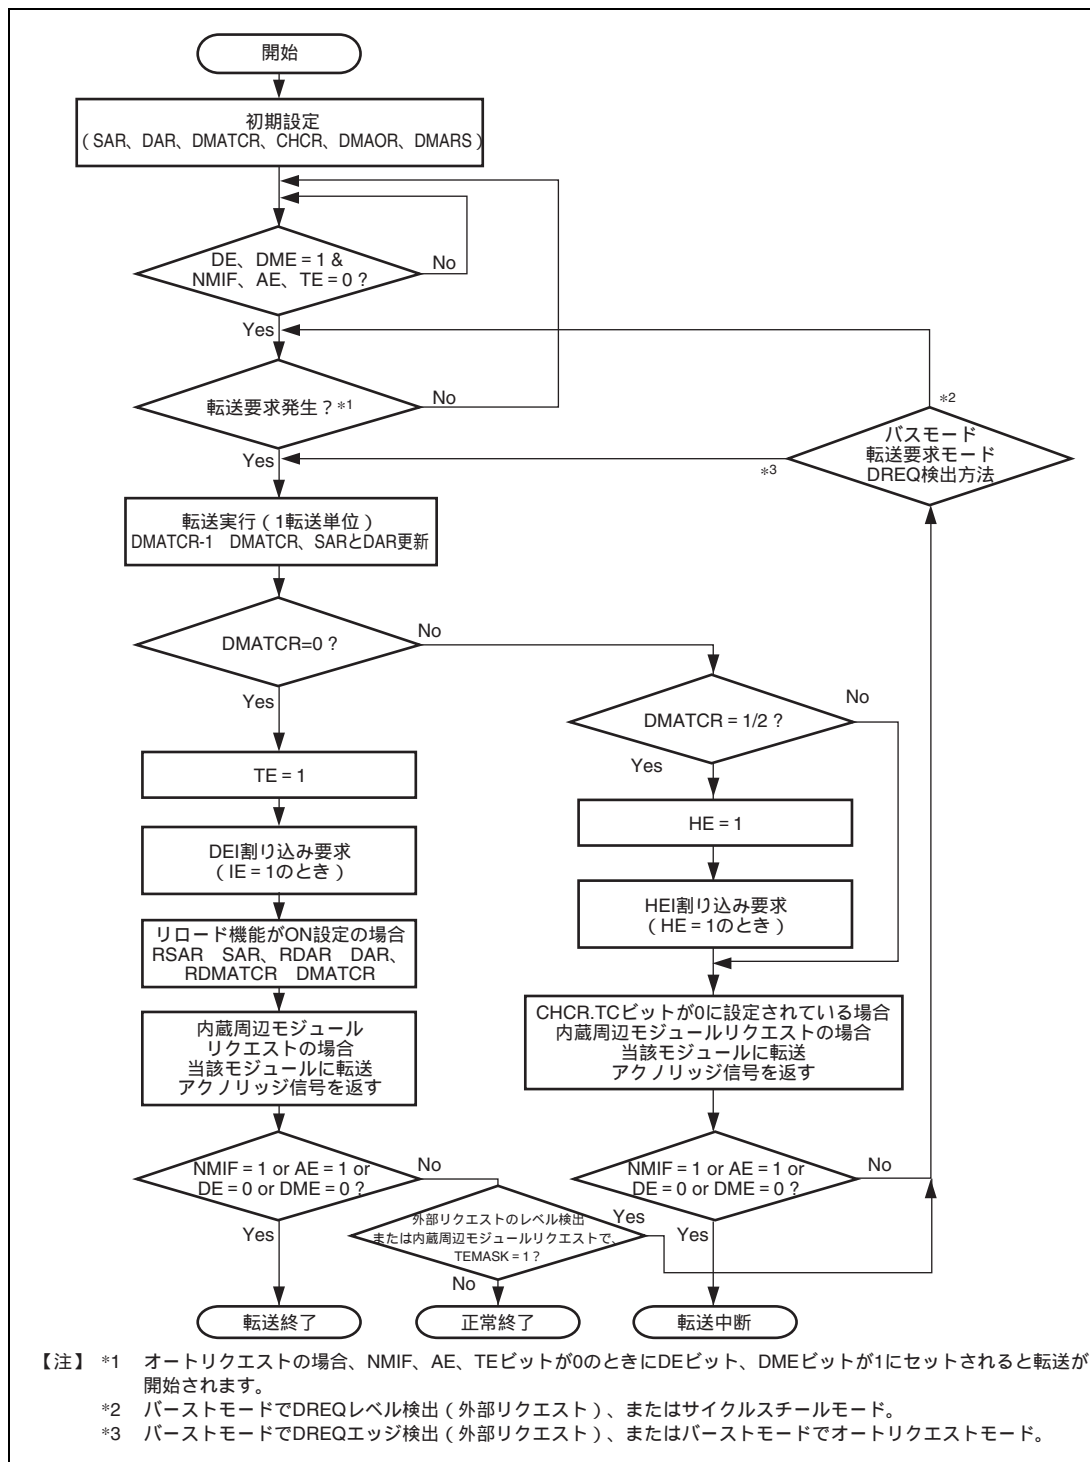 開始
初期設定
（SAR、DAR、DMATCR、CHCR、DMAOR、DMARS）
DE、DME = 1 &
NMIF、AE、TE = 0 ?
No
Yes
転送要求発生？*1
No
Yes
*2
バスモード
転送要求モード
DREQ検出方法
*3
転送実行（1転送単位）
DMATCR-1　DMATCR、SARとDAR更新
DMATCR=0 ?
No
Yes
DMATCR = 1/2 ?
No
Yes
TE = 1
HE = 1
DEI割り込み要求
（IE = 1のとき）
HEI割り込み要求
（HE = 1のとき）
リロード機能がON設定の場合
RSAR　SAR、RDAR　DAR、
RDMATCR　DMATCR
CHCR.TCビットが0に設定されている場合
内蔵周辺モジュールリクエストの場合
当該モジュールに転送
アクノリッジ信号を返す
内蔵周辺モジュール
リクエストの場合
当該モジュールに転送
アクノリッジ信号を返す
NMIF = 1 or AE = 1 or
DE = 0 or DME = 0 ?
No
Yes
NMIF = 1 or AE = 1 or
DE = 0 or DME = 0 ?
No
Yes
外部リクエストのレベル検出
または内蔵周辺モジュールリクエストで、
TEMASK = 1？
Yes
No
転送終了
正常終了
転送中断
【注】 *1　オートリクエストの場合、NMIF、AE、TEビットが0のときにDEビット、DMEビットが1にセットされると転送が
開始されます。
*2　バーストモードでDREQレベル検出（外部リクエスト）、またはサイクルスチールモード。
*3　バーストモードでDREQエッジ検出（外部リクエスト）、またはバーストモードでオートリクエストモード。